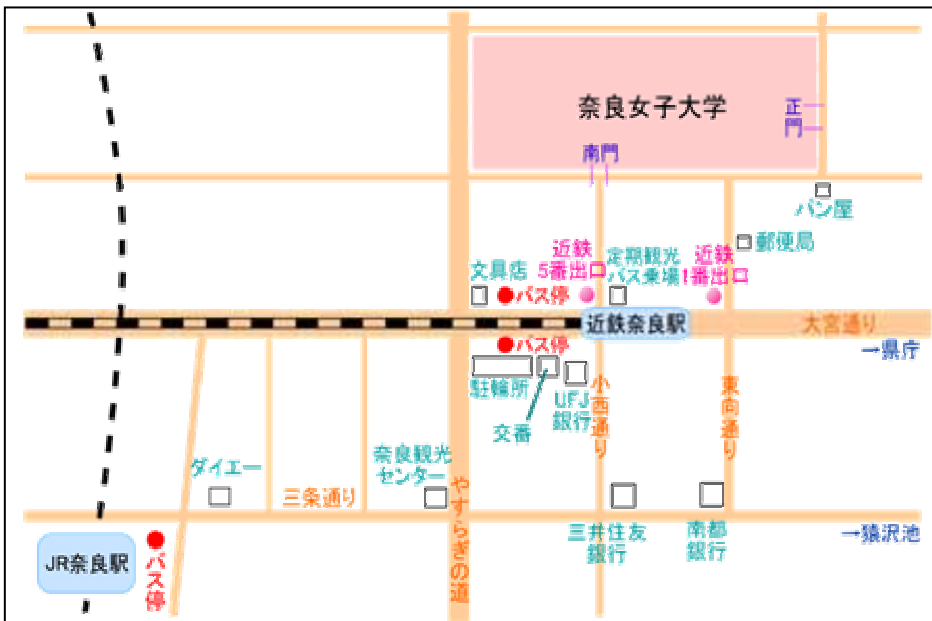 奈良女子大学
正
門
南門
パン屋
郵便局
近鉄
5番出口
定期観光
バス乗場
近鉄
1番出口
文具店
バス停
近鉄奈良駅
大宮通り
→県庁
バス停
駐輪所
交番
UFJ
銀行
小西通り
東向通り
ダイエー
奈良観光
センター
三条通り
やすらぎの道
三井住友
銀行
南都
銀行
→猿沢池
JR奈良駅
バス停